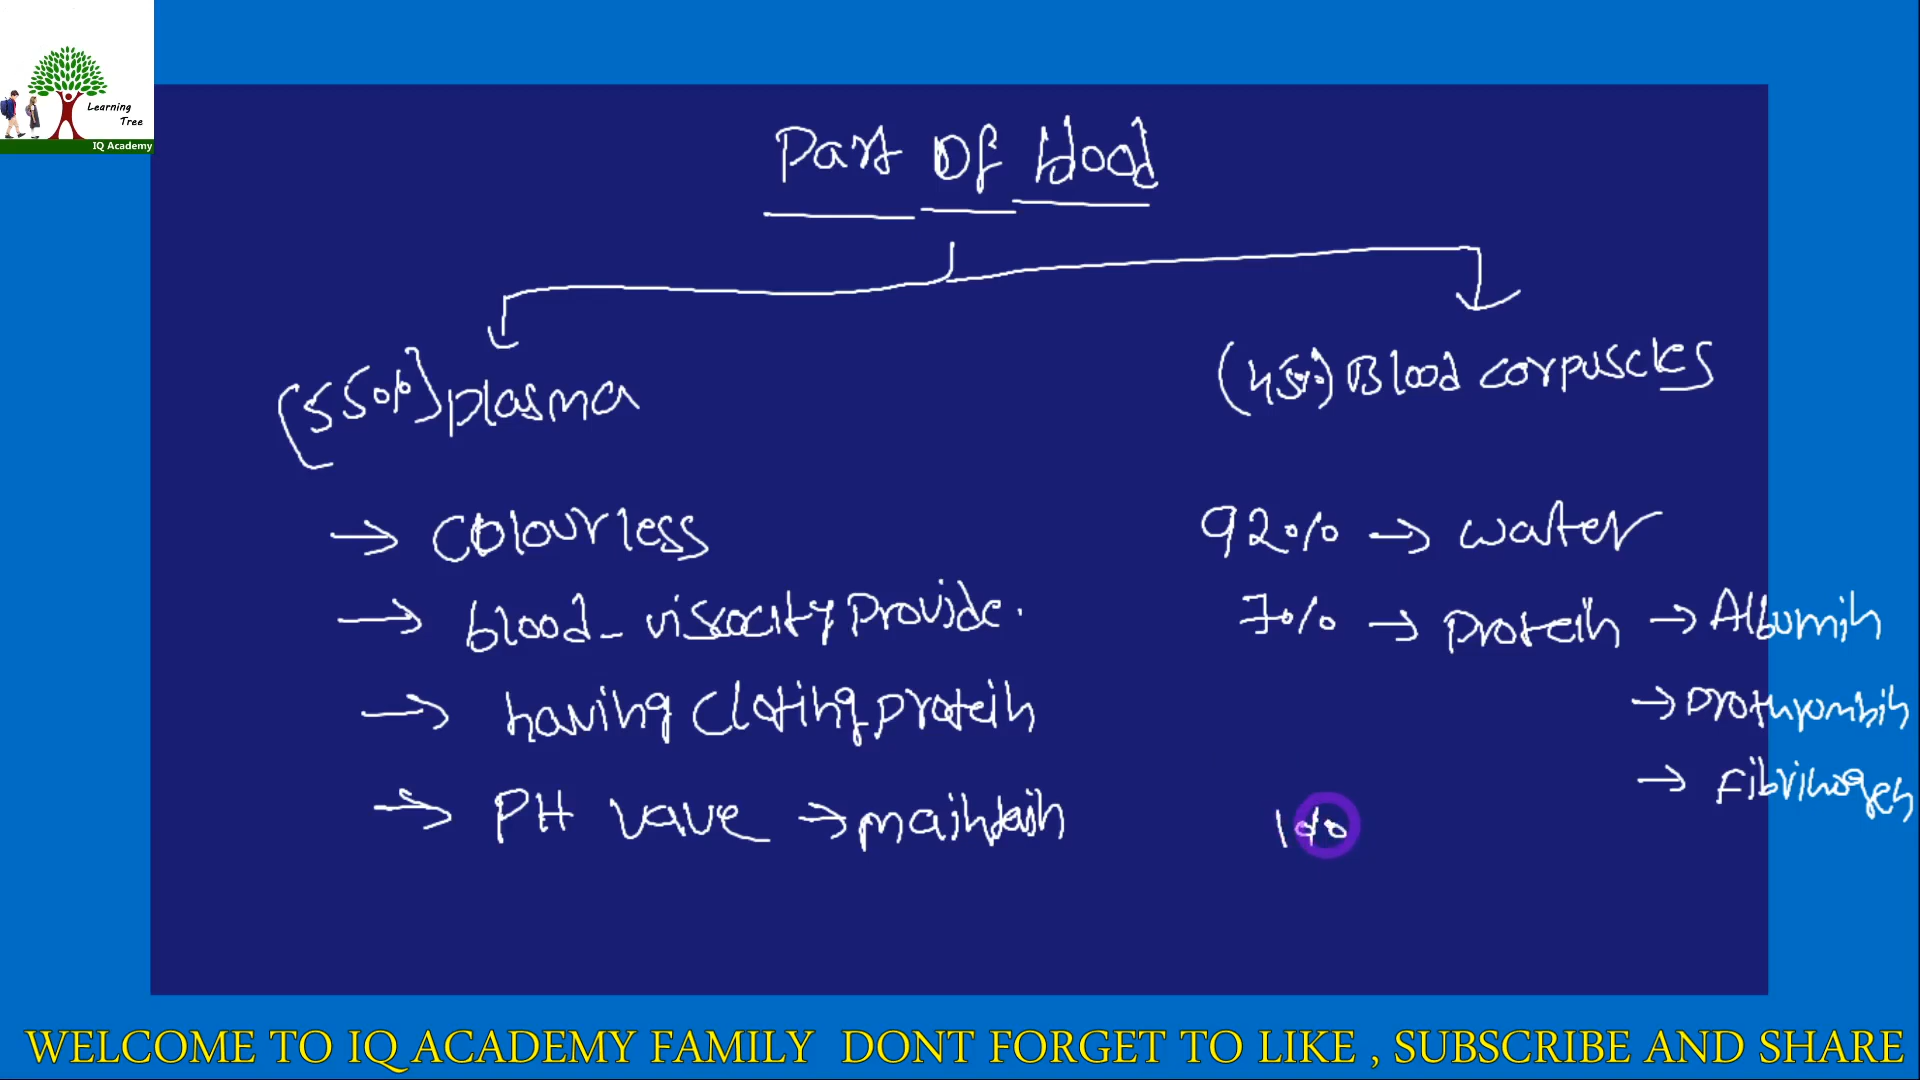 Learning
Tree
IQ Academy
Part Of blood
[55%] plasma
(45%) Blood corpuscles
→ Colourless
→ blood - viscocity provide.
→ having Cloting protein
→ PH vave → maintain
92% → water
7% → protein → Albumin
→ prothrombin
→ Fibrinogen
1%
WELCOME TO IQ ACADEMY FAMILY DONT FORGET TO LIKE , SUBSCRIBE AND SHARE